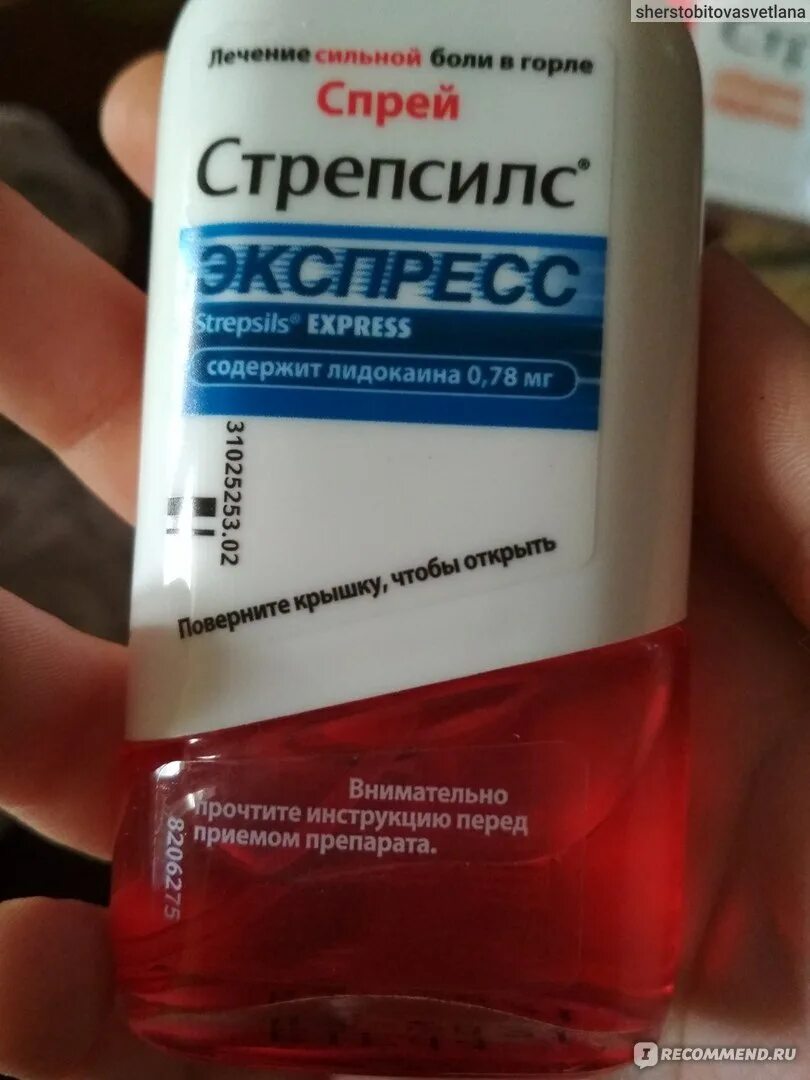 sherstobitovasvetlana
Лечение сильной боли в горле
Спрей
Стрепсилс®
ЭКСПРЕСС
Strepsils® EXPRESS
содержит лидокаина 0,78 мг
31025253.02
Поверните крышку, чтобы открыть
Внимательно
прочтите инструкцию перед
приемом препарата.
8206275
I RECOMMEND.RU